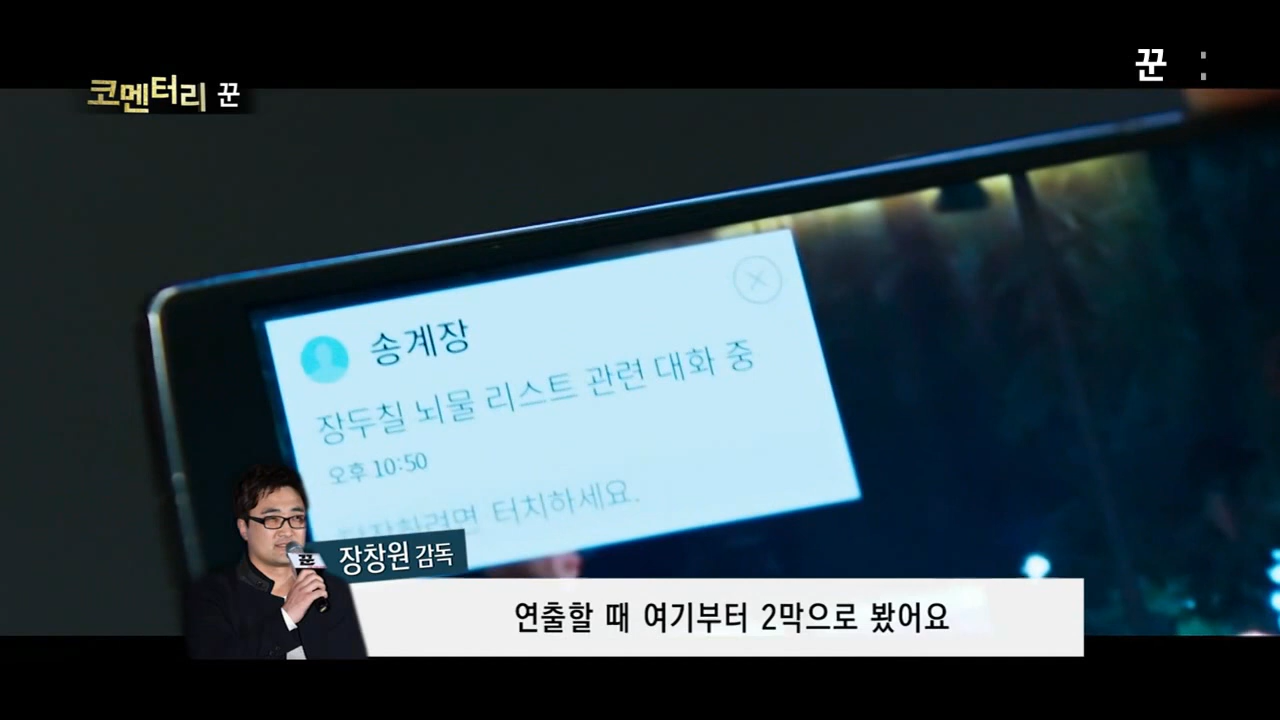 꾼 :
코멘터리 꾼
송계장
장두칠 뇌물 리스트 관련 대화 중
오후 10:50
터치하세요.
꾼
장창원 감독
연출할 때 여기부터 2막으로 봤어요